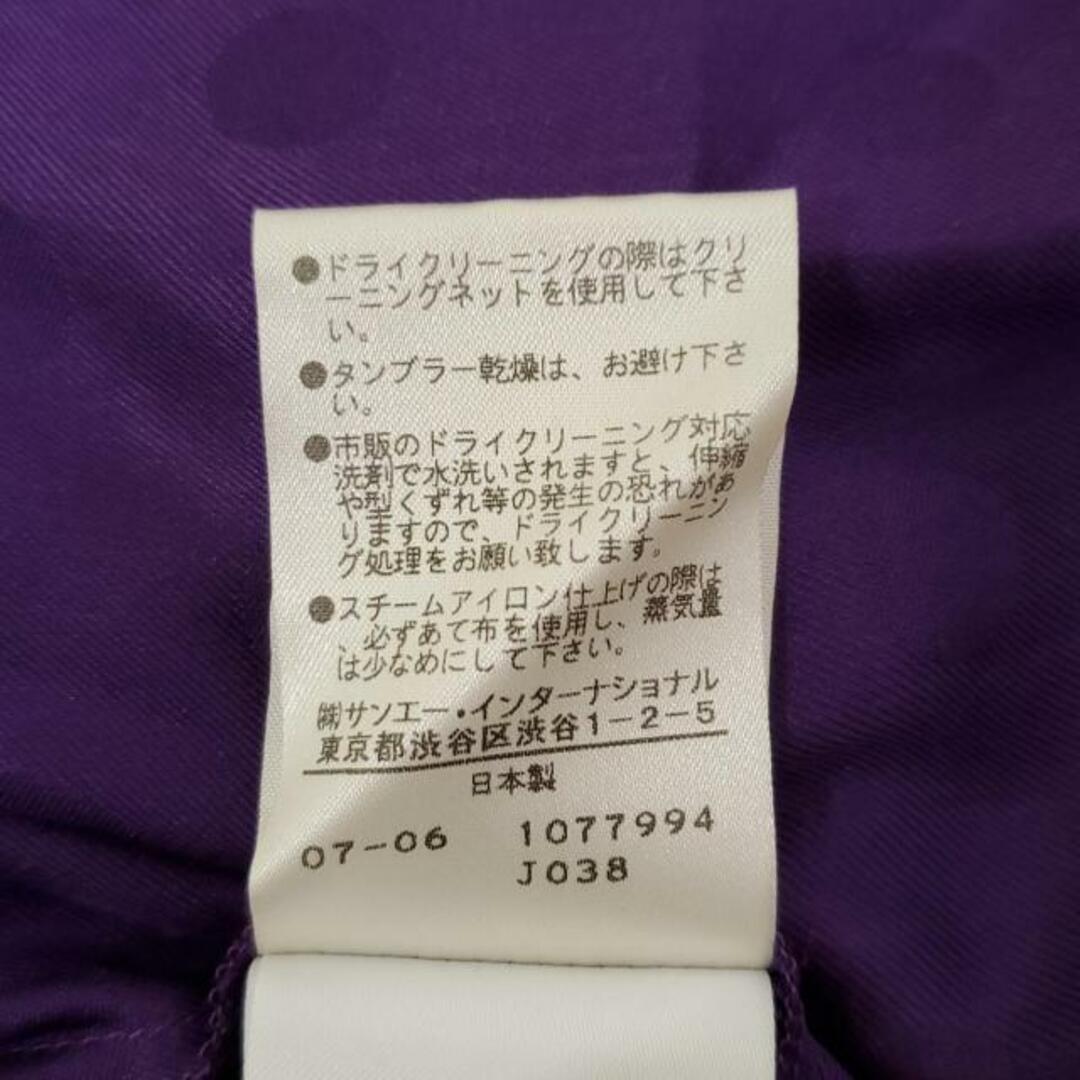 ●ドライクリーニングの際はクリ
ーニングネットを使用して下さ
い。
●タンブラー乾燥は、お避け下さ
い。
●市販のドライクリーニング対応
洗剤で水洗いされますと、伸縮
や型くずれ等の発生の恐れがあ
りますので、ドライクリーニン
グ処理をお願い致します。
●スチームアイロン仕上げの際は
、必ずあて布を使用し、蒸気量
は少なめにして下さい。
㈱サンエー・インターナショナル
東京都渋谷区渋谷1-2-5
日本製
07-06 1077994
J038